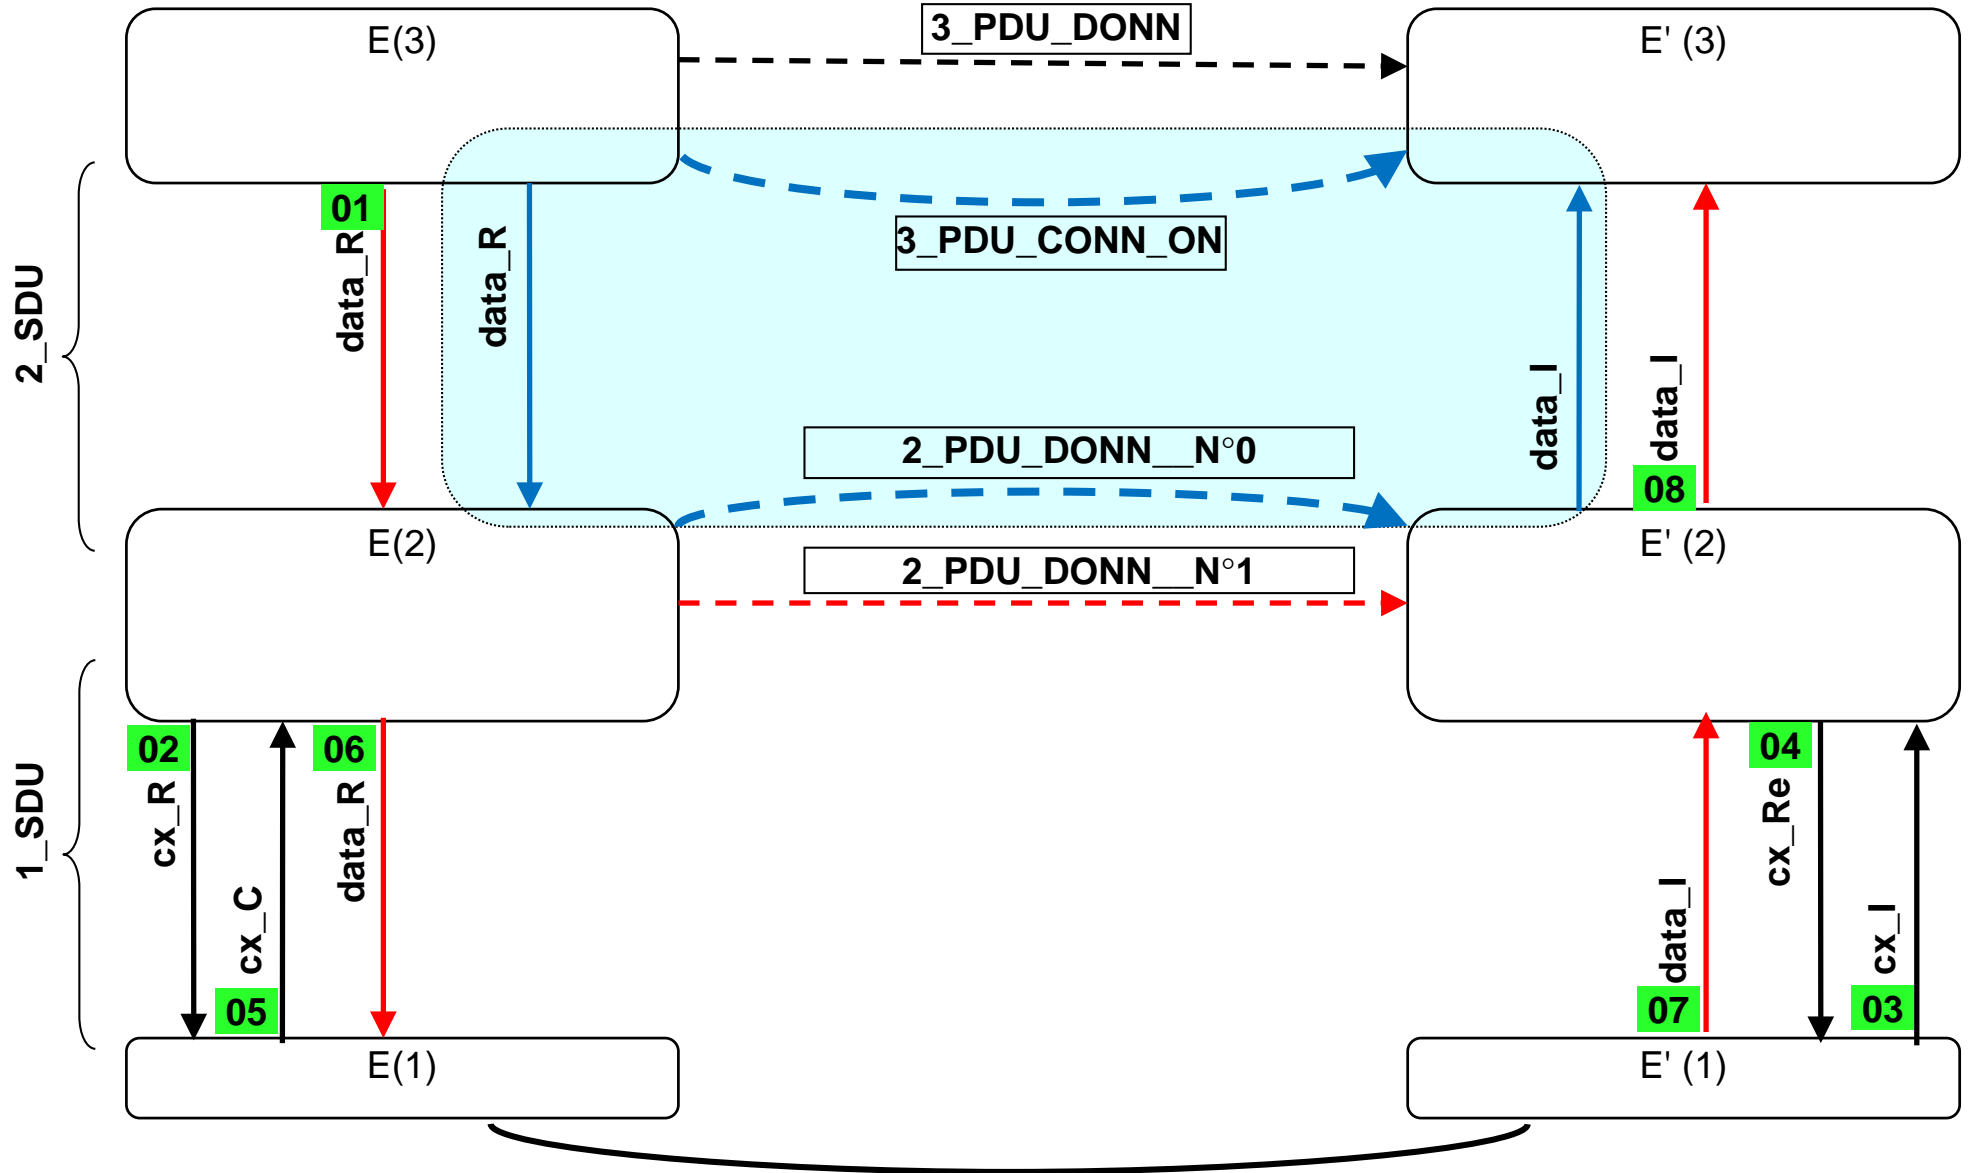 E(3)
3_PDU_DONN
E' (3)
01
data_R
data_R
3_PDU_CONN_ON
2_SDU
data_I
data_I
08
2_PDU_DONN__N°0
E(2)
E' (2)
2_PDU_DONN__N°1
02
cx_R
06
data_R
04
cx_Re
1_SDU
cx_C
05
data_I
07
cx_I
03
E(1)
E' (1)